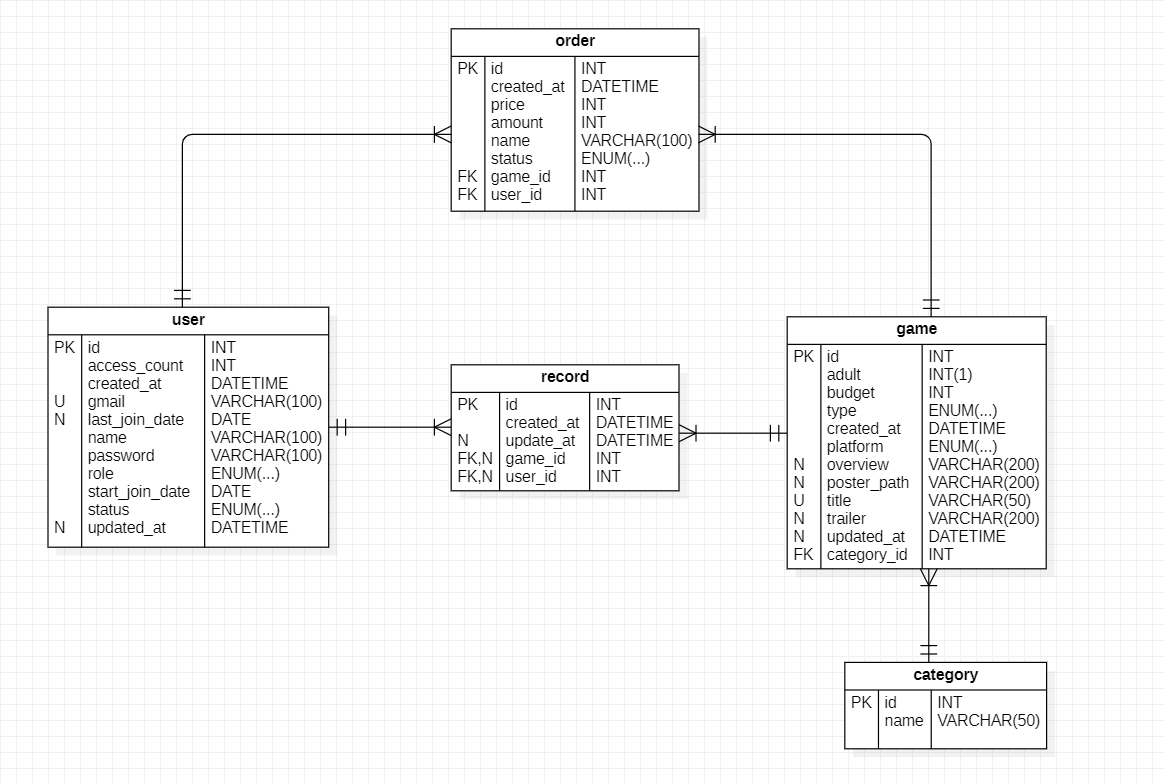 order
PK id INT
created_at DATETIME
price INT
amount INT
name VARCHAR(100)
status ENUM(...)
FK game_id INT
FK user_id INT
user
PK id INT
access_count INT
created_at DATETIME
U gmail VARCHAR(100)
N last_join_date DATE
name VARCHAR(100)
password VARCHAR(100)
role ENUM(...)
start_join_date DATE
status ENUM(...)
N updated_at DATETIME
record
PK id INT
created_at DATETIME
N update_at DATETIME
FK,N game_id INT
FK,N user_id INT
game
PK id INT
adult INT(1)
budget INT
type ENUM(...)
created_at DATETIME
platform ENUM(...)
N overview VARCHAR(200)
N poster_path VARCHAR(200)
U title VARCHAR(50)
N trailer VARCHAR(200)
N updated_at DATETIME
FK category_id INT
category
PK id INT
name VARCHAR(50)